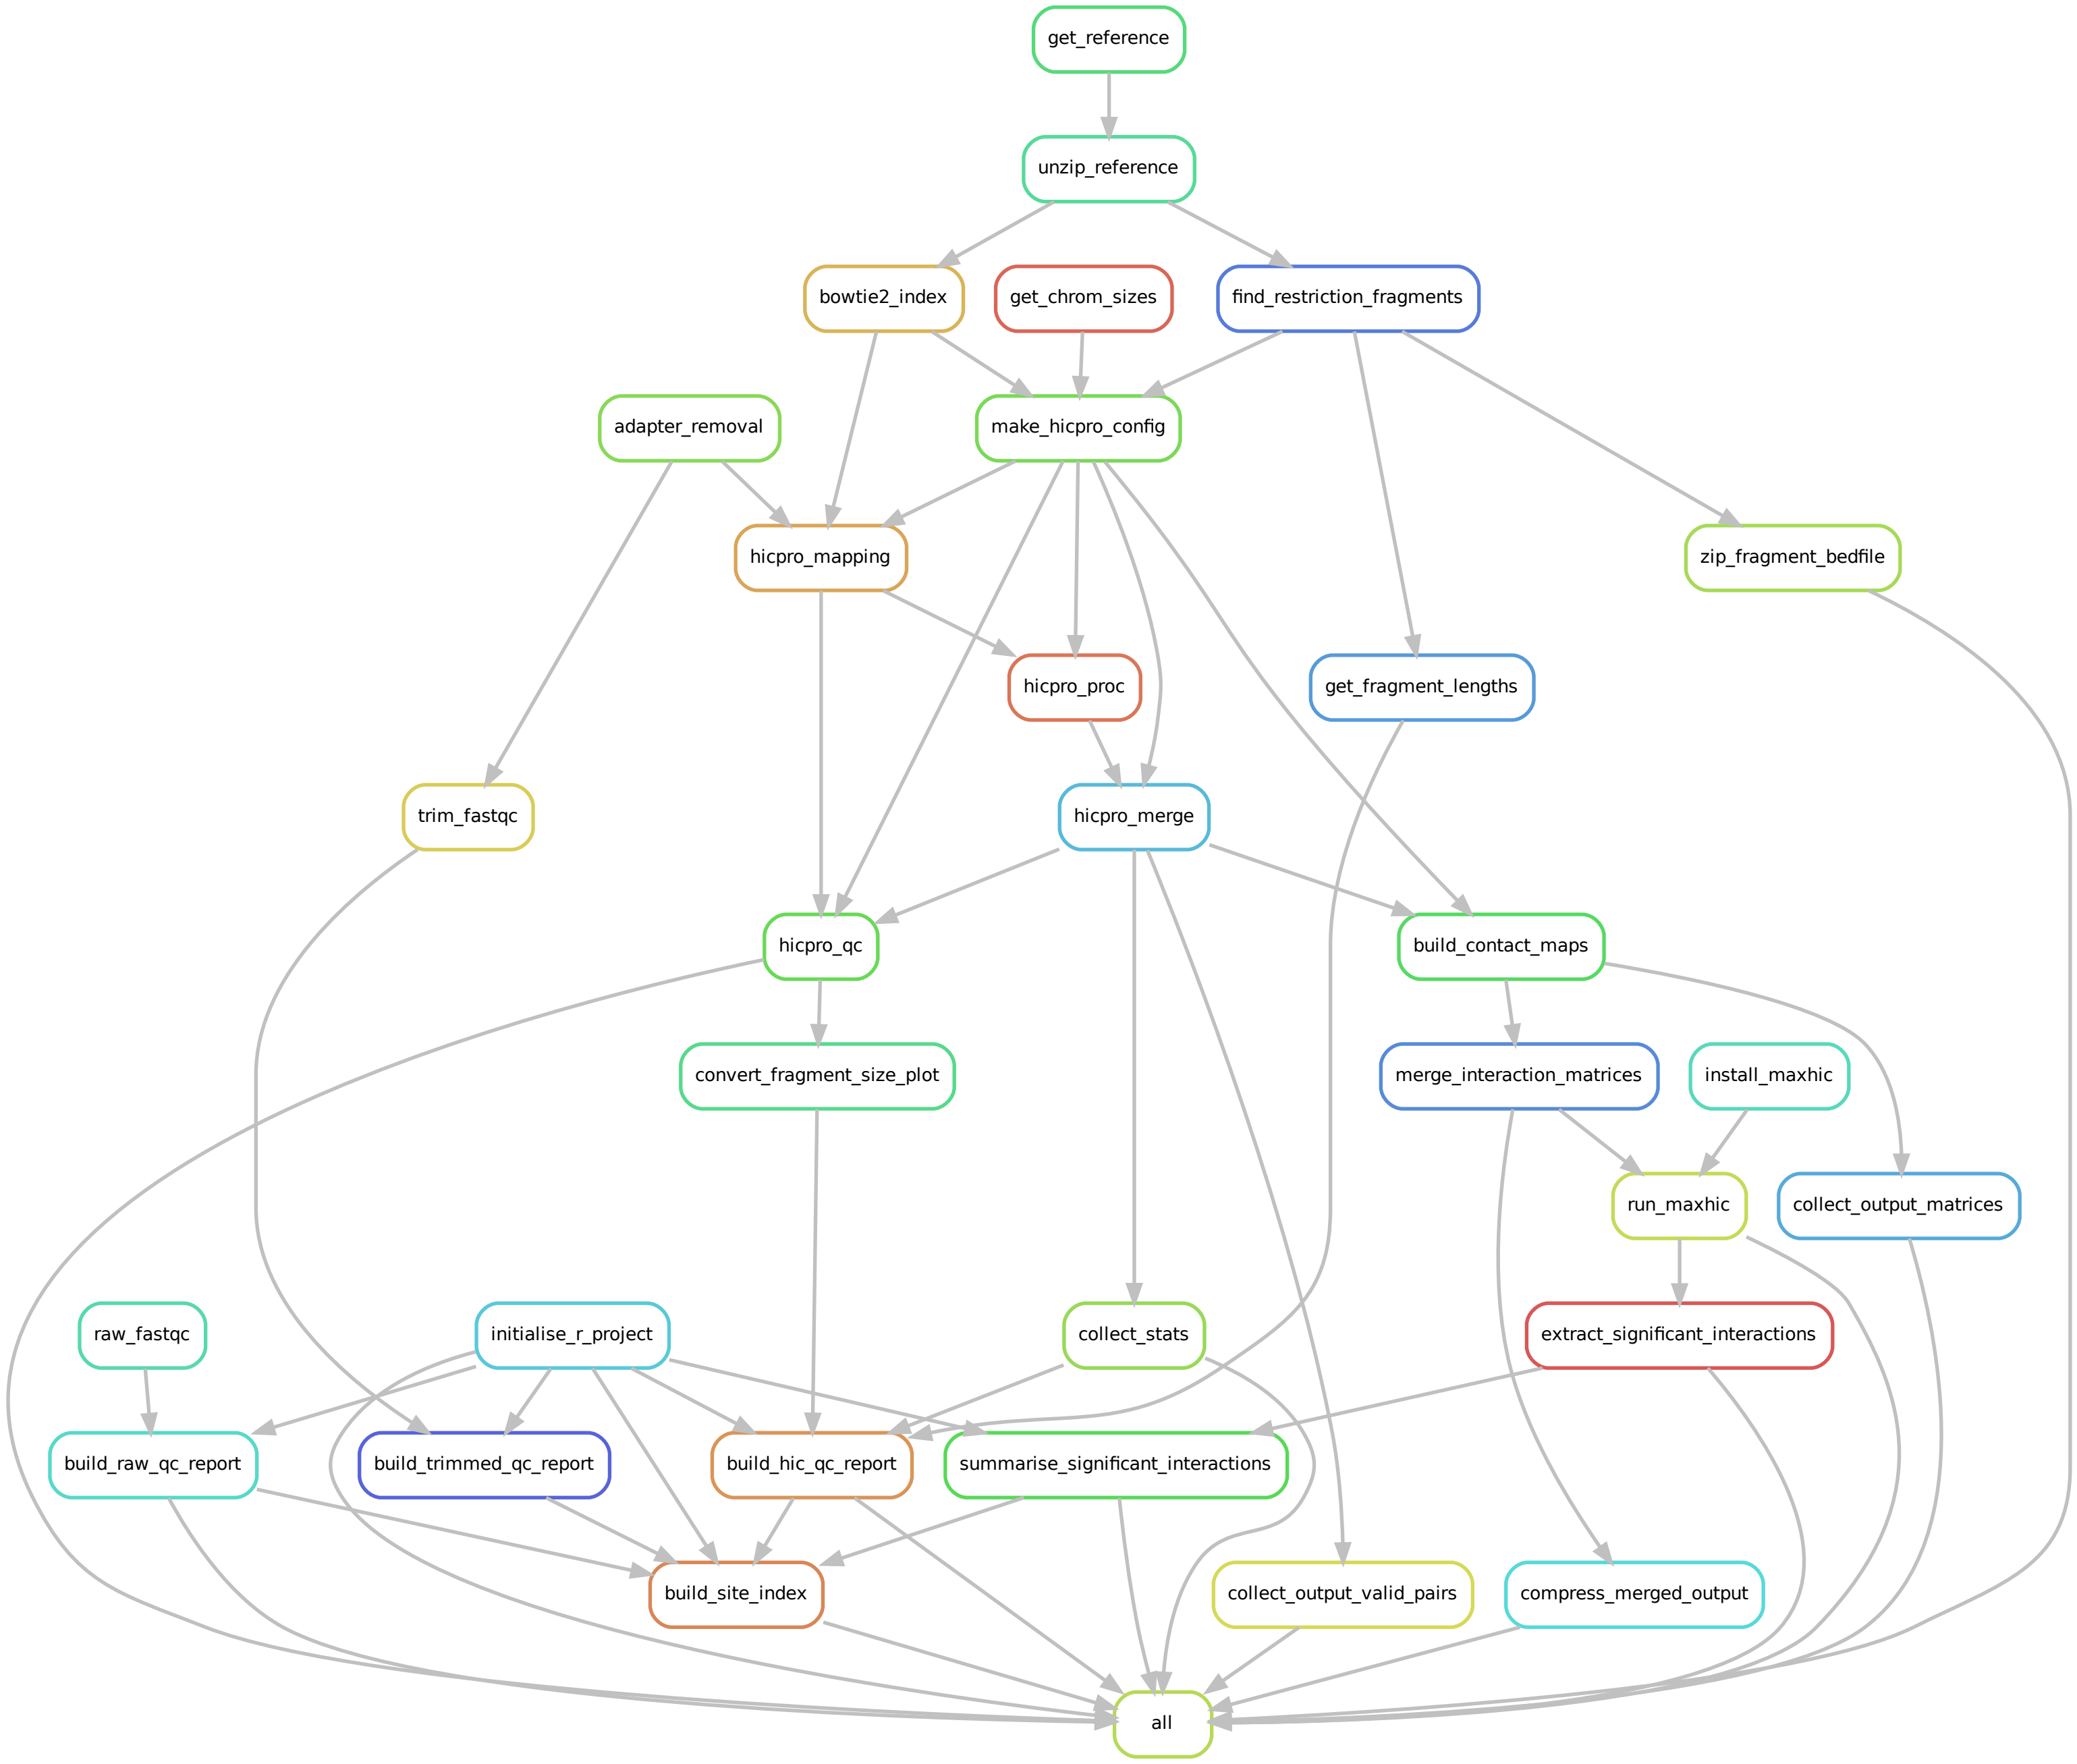 get_reference
unzip_reference
bowtie2_index
get_chrom_sizes
find_restriction_fragments
adapter_removal
make_hicpro_config
hicpro_mapping
zip_fragment_bedfile
hicpro_proc
get_fragment_lengths
trim_fastqc
hicpro_merge
hicpro_qc
build_contact_maps
convert_fragment_size_plot
merge_interaction_matrices
install_maxhic
run_maxhic
collect_output_matrices
raw_fastqc
initialise_r_project
collect_stats
extract_significant_interactions
build_raw_qc_report
build_trimmed_qc_report
build_hic_qc_report
summarise_significant_interactions
build_site_index
collect_output_valid_pairs
compress_merged_output
all